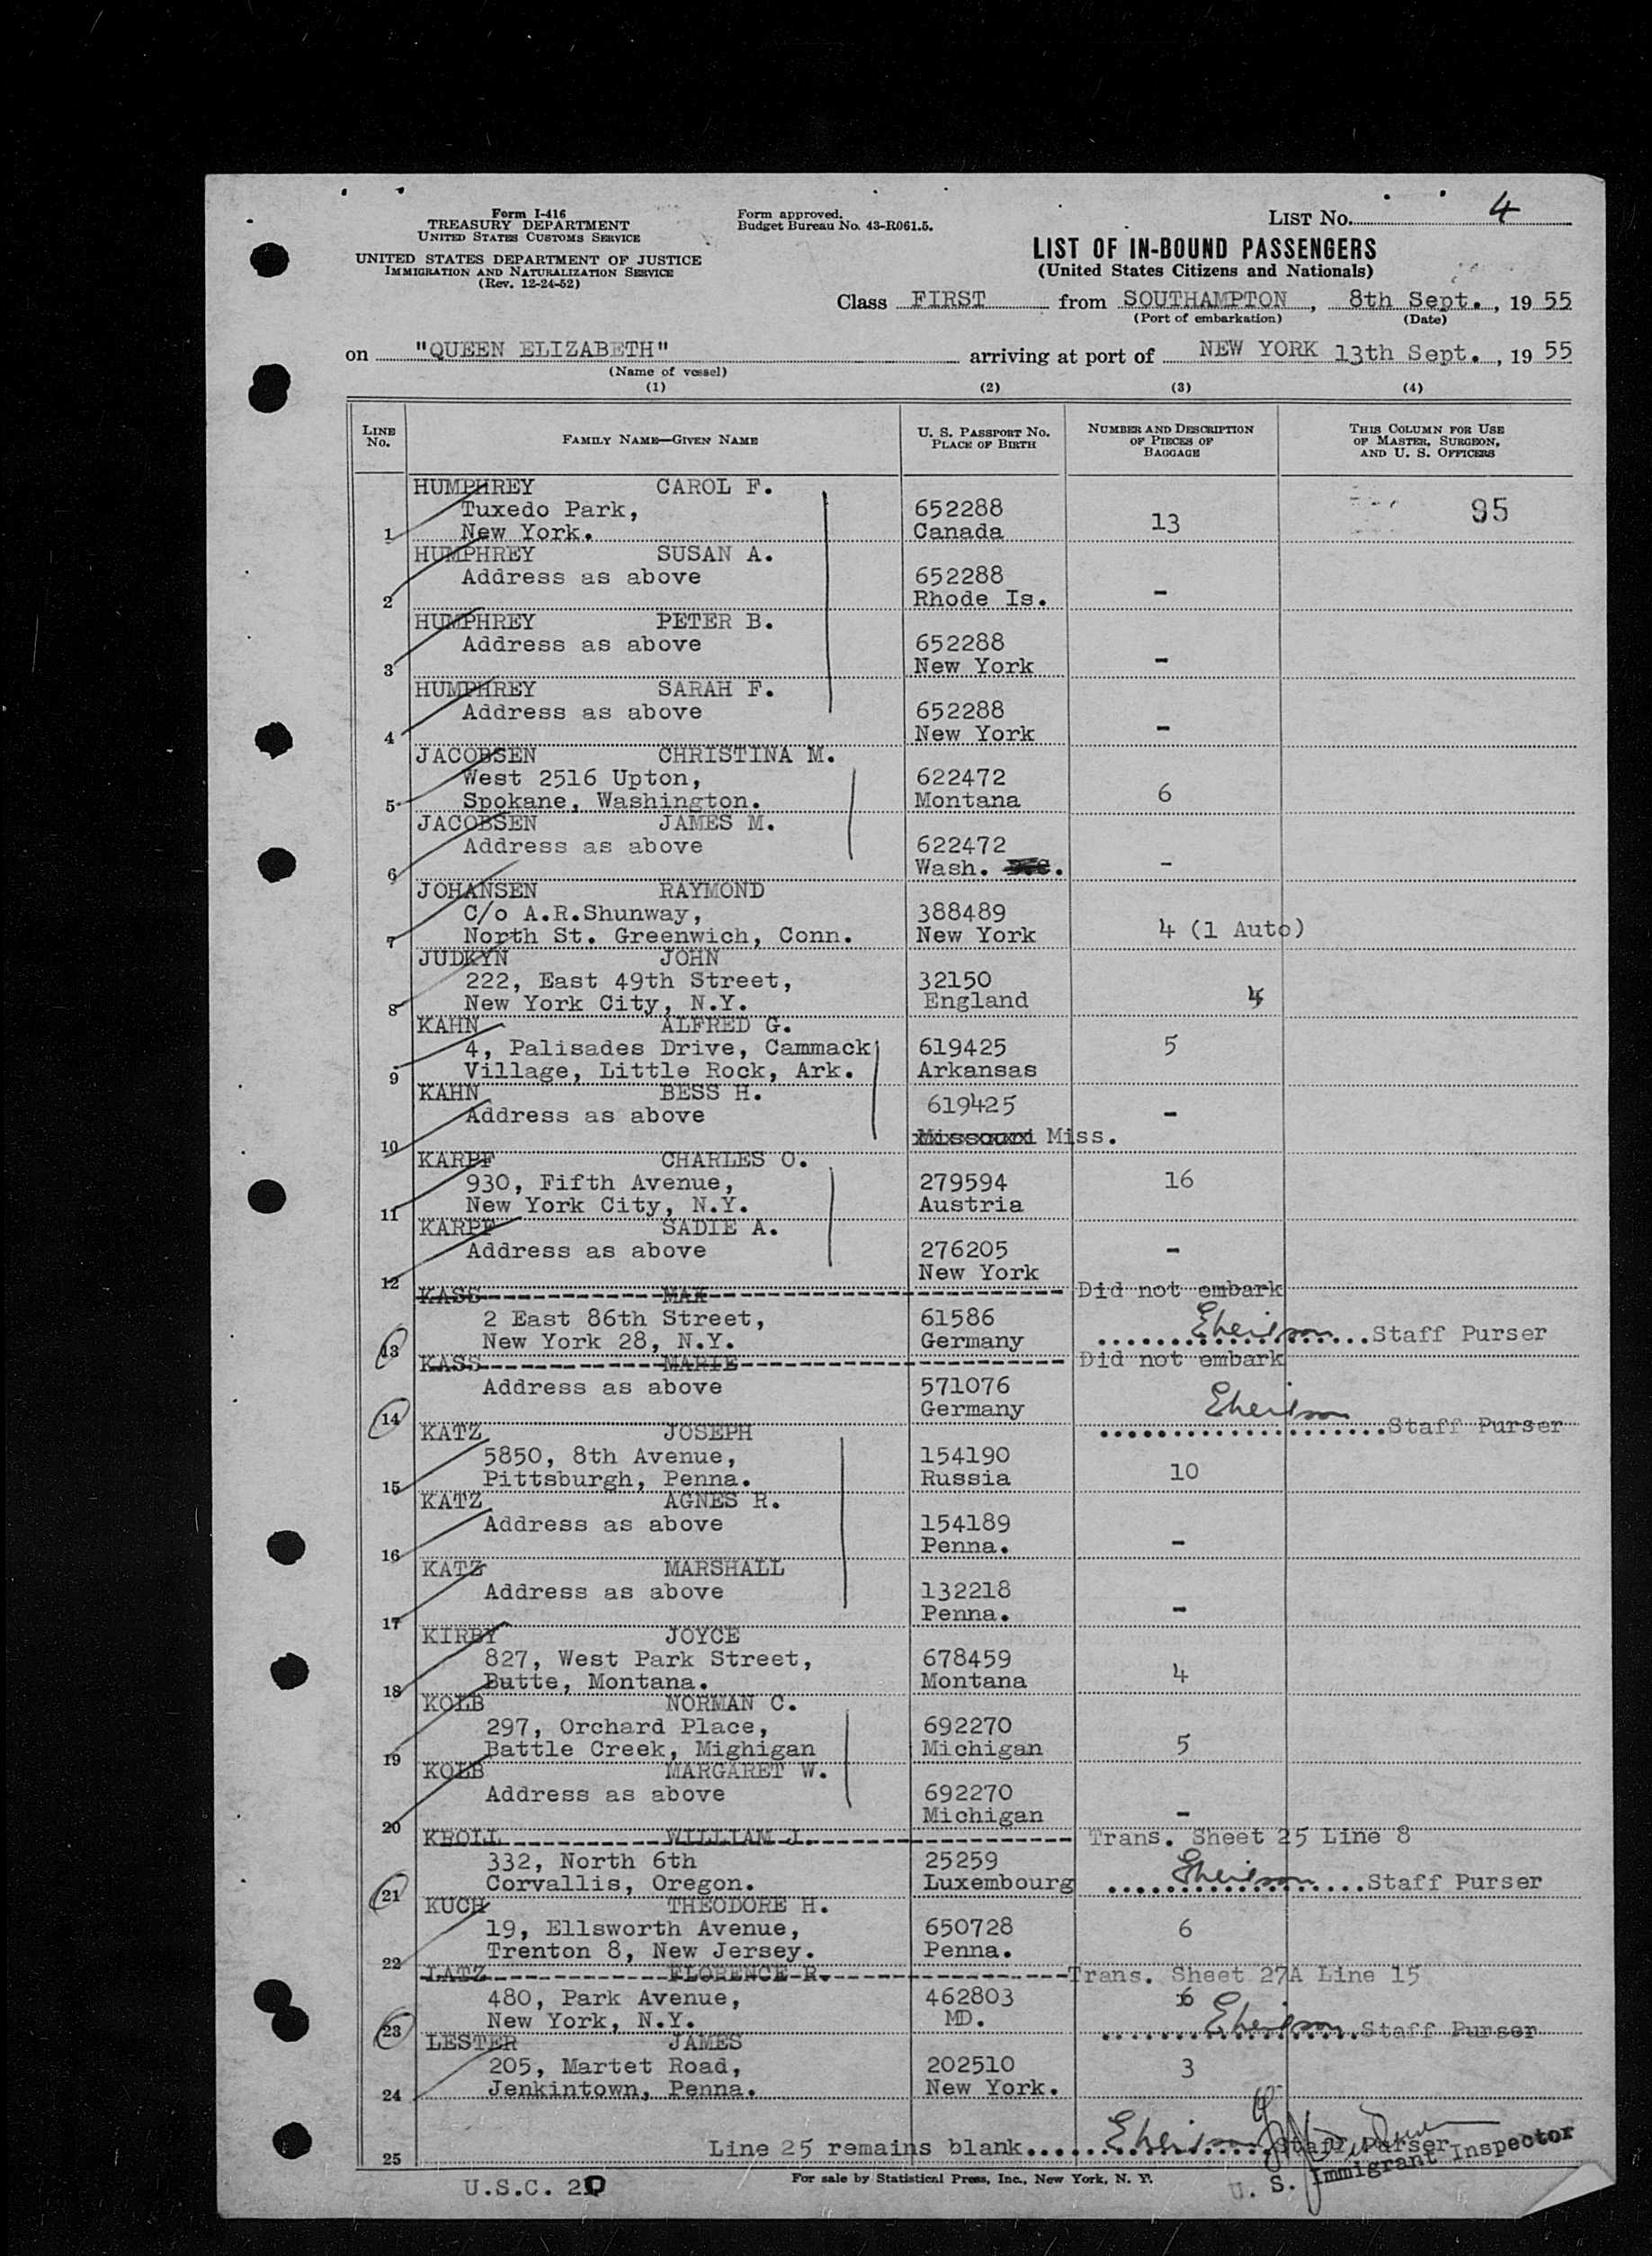 Form I-416
TREASURY DEPARTMENT
UNITED STATES CUSTOMS SERVICE
UNITED STATES DEPARTMENT OF JUSTICE
IMMIGRATION AND NATURALIZATION SERVICE
(Rev. 12-24-52)
Form approved.
Budget Bureau No. 43-R061.5.
LIST NO. 4
LIST OF IN-BOUND PASSENGERS
(United States Citizens and Nationals)
Class FIRST from SOUTHAMPTON, 8th Sept., 19 55
(Port of embarkation) (Date)
on "QUEEN ELIZABETH" arriving at port of NEW YORK 13th Sept., 19 55
(Name of vessel)
(1) (2) (3) (4)
LINE NO. FAMILY NAME—GIVEN NAME U. S. PASSPORT NO. PLACE OF BIRTH NUMBER AND DESCRIPTION OF PIECES OF BAGGAGE THIS COLUMN FOR USE OF MASTER, SURGEON, AND U. S. OFFICERS
HUMPHREY CAROL F.
Tuxedo Park, 652288 13 95
1 New York. Canada
HUMPHREY SUSAN A.
Address as above 652288
2 Rhode Is. -
HUMPHREY PETER B.
Address as above 652288
3 New York -
HUMPHREY SARAH F.
Address as above 652288
4 New York -
JACOBSEN CHRISTINA M.
West 2516 Upton, 622472
5 Spokane, Washington. Montana 6
JACOBSEN JAMES M.
Address as above 622472
6 Wash. -
JOHANSEN RAYMOND
C/o A.R.Shunway, 388489
7 North St. Greenwich, Conn. New York 4 (1 Auto)
JUDKYN JOHN
222, East 49th Street, 32150
8 New York City, N.Y. England 4
KAHN ALFRED G.
4, Palisades Drive, Cammack 619425 5
9 Village, Little Rock, Ark. Arkansas
KAHN BESS H.
Address as above 619425 -
10 Missouri Miss.
KARPF CHARLES O.
930, Fifth Avenue, 279594 16
11 New York City, N.Y. Austria
KARPF SADIE A.
Address as above 276205 -
12 New York
KASS MAX Did not embark
2 East 86th Street, 61586
13 New York 28, N.Y. Germany Staff Purser
KASS MARIE Did not embark
Address as above 571076
14 Germany Staff Purser
KATZ JOSEPH
5850, 8th Avenue, 154190
15 Pittsburgh, Penna. Russia 10
KATZ AGNES R.
Address as above 154189
16 Penna. -
KATZ MARSHALL
Address as above 132218
17 Penna. -
KIRBY JOYCE
827, West Park Street, 678459 4
18 Butte, Montana. Montana
KOLB NORMAN C.
297, Orchard Place, 692270
19 Battle Creek, Mighigan Michigan 5
KOLB MARGARET W.
Address as above 692270
20 Michigan -
KROLL WILLIAM J. Trans. Sheet 25 Line 8
332, North 6th 25259
21 Corvallis, Oregon. Luxembourg Staff Purser
KUCH THEODORE H.
19, Ellsworth Avenue, 650728 6
22 Trenton 8, New Jersey. Penna.
LATZ FLORENCE R. Trans. Sheet 27A Line 15
480, Park Avenue, 462803 6
23 New York, N.Y. MD. Staff Purser
LESTER JAMES
205, Martet Road, 202510 3
24 Jenkintown, Penna. New York.
25 Line 25 remains blank Staff Purser
U. S. Immigrant Inspector
U.S.C. 20
For sale by Statistical Press, Inc., New York, N. Y.